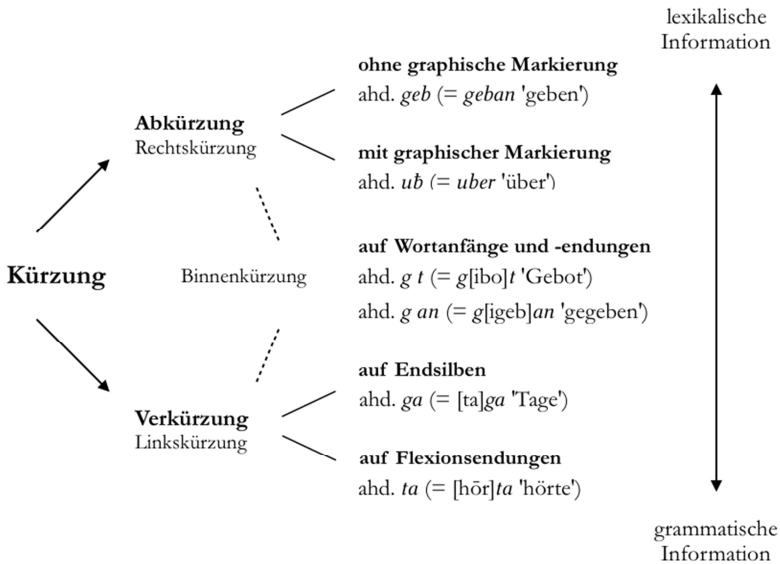 lexikalische
Information
ohne graphische Markierung
ahd. geb (= geban 'geben')
Abkürzung
Rechtskürzung
mit graphischer Markierung
ahd. uƀ (= uber 'über')
auf Wortanfänge und -endungen
Kürzung
Binnenkürzung
ahd. g t (= g[ibo]t 'Gebot')
ahd. g an (= g[igeb]an 'gegeben')
auf Endsilben
ahd. ga (= [ta]ga 'Tage')
Verkürzung
Linkskürzung
auf Flexionsendungen
ahd. ta (= [hōr]ta 'hörte')
grammatische
Information